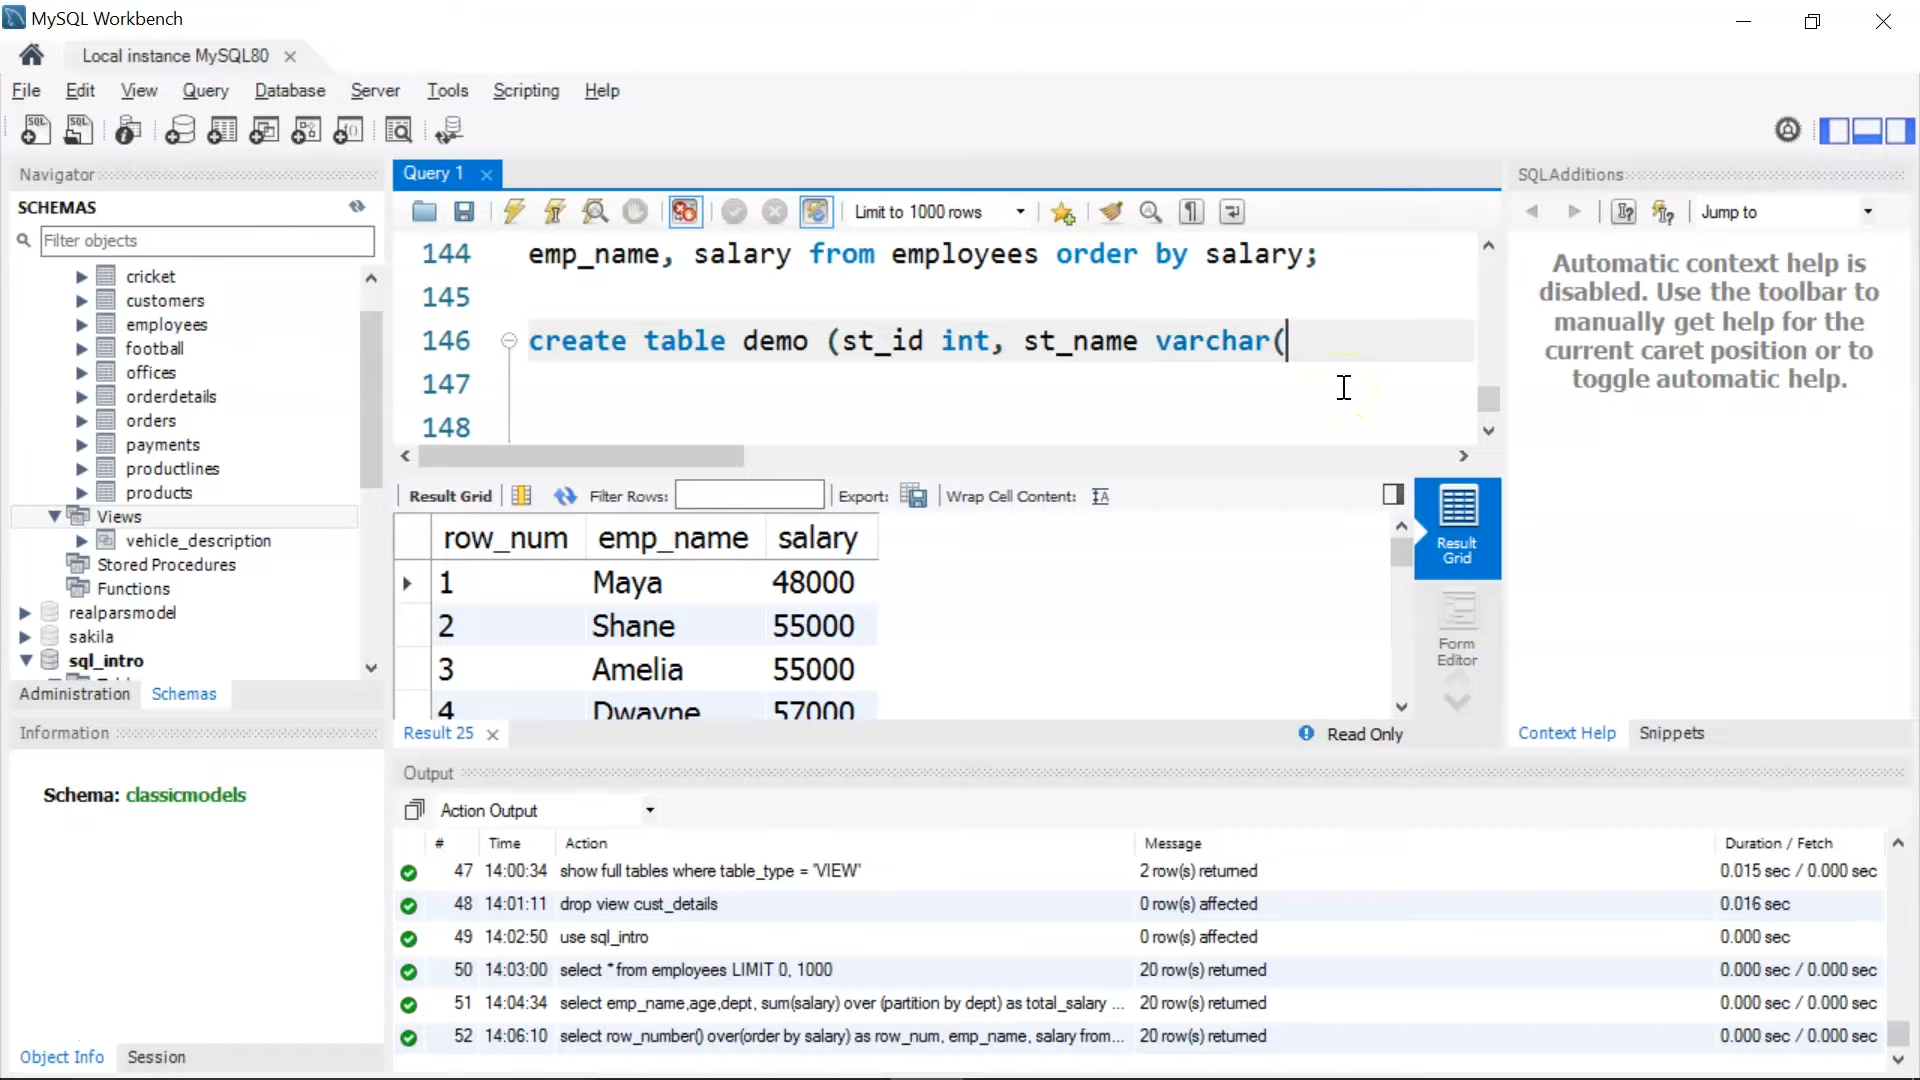 MySQL Workbench
Local instance MySQL80
File Edit View Query Database Server Tools Scripting Help
Navigator
SCHEMAS
Filter objects
cricket
customers
employees
football
offices
orderdetails
orders
payments
productlines
products
Views
vehicle_description
Stored Procedures
Functions
realparsmodel
sakila
sql_intro
Administration Schemas
Information
Schema: classicmodels
Object Info Session
Query 1
Limit to 1000 rows
144 emp_name, salary from employees order by salary;
145
146 create table demo (st_id int, st_name varchar(
147
148
Result Grid Filter Rows: Export: Wrap Cell Content:
row_num emp_name salary
1 Maya 48000
2 Shane 55000
3 Amelia 55000
4 Dwayne 57000
Result Grid
Form Editor
Result 25 Read Only
SQLAdditions
Jump to
Automatic context help is
disabled. Use the toolbar to
manually get help for the
current caret position or to
toggle automatic help.
Context Help Snippets
Output
Action Output
# Time Action Message Duration / Fetch
47 14:00:34 show full tables where table_type = 'VIEW' 2 row(s) returned 0.015 sec / 0.000 sec
48 14:01:11 drop view cust_details 0 row(s) affected 0.016 sec
49 14:02:50 use sql_intro 0 row(s) affected 0.000 sec
50 14:03:00 select * from employees LIMIT 0, 1000 20 row(s) returned 0.000 sec / 0.000 sec
51 14:04:34 select emp_name,age,dept, sum(salary) over (partition by dept) as total_salary ... 20 row(s) returned 0.000 sec / 0.000 sec
52 14:06:10 select row_number() over(order by salary) as row_num, emp_name, salary from... 20 row(s) returned 0.000 sec / 0.000 sec